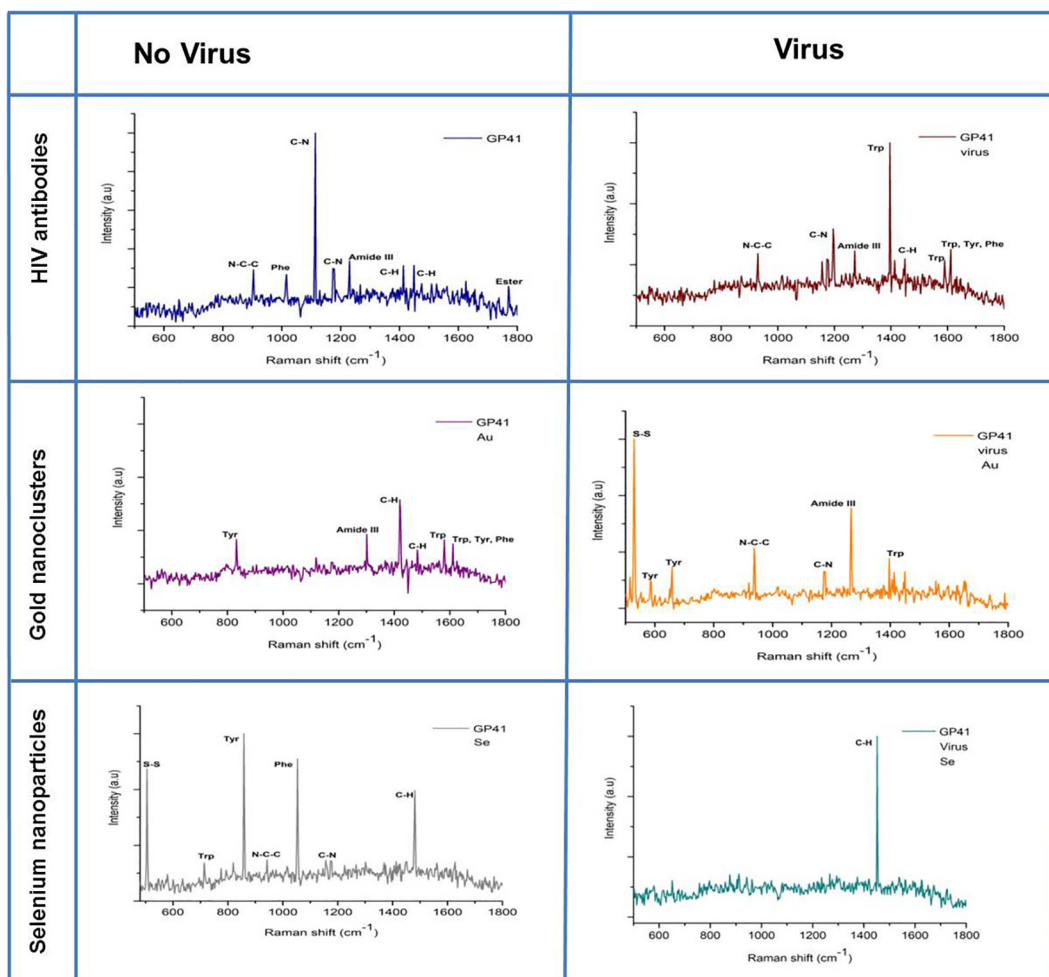 No Virus
Virus
HIV antibodies
C-N
GP41
N-C-C
Phe
C-N
Amide III
C-H
C-H
Ester
Intensity (a.u)
600 800 1000 1200 1400 1600 1800
Raman shift (cm-1)
Trp
GP41
virus
N-C-C
C-N
Amide III
C-H
Trp
Trp, Tyr, Phe
Intensity (a.u)
600 800 1000 1200 1400 1600 1800
Raman shift (cm-1)
Gold nanoclusters
GP41
Au
Tyr
Amide III
C-H
C-H
Trp
Trp, Tyr, Phe
Intensity (a.u)
600 800 1000 1200 1400 1600 1800
Raman shift (cm-1)
S-S
GP41
virus
Au
Tyr
Tyr
N-C-C
C-N
Amide III
Trp
Intensity (a.u)
600 800 1000 1200 1400 1600 1800
Raman shift (cm-1)
Selenium nanoparticles
GP41
Se
S-S
Trp
Tyr
N-C-C
Phe
C-N
C-H
Intensity (a.u)
600 800 1000 1200 1400 1600 1800
Raman shift (cm-1)
GP41
Virus
Se
C-H
Intensity (a.u)
600 800 1000 1200 1400 1600 1800
Raman shift (cm-1)